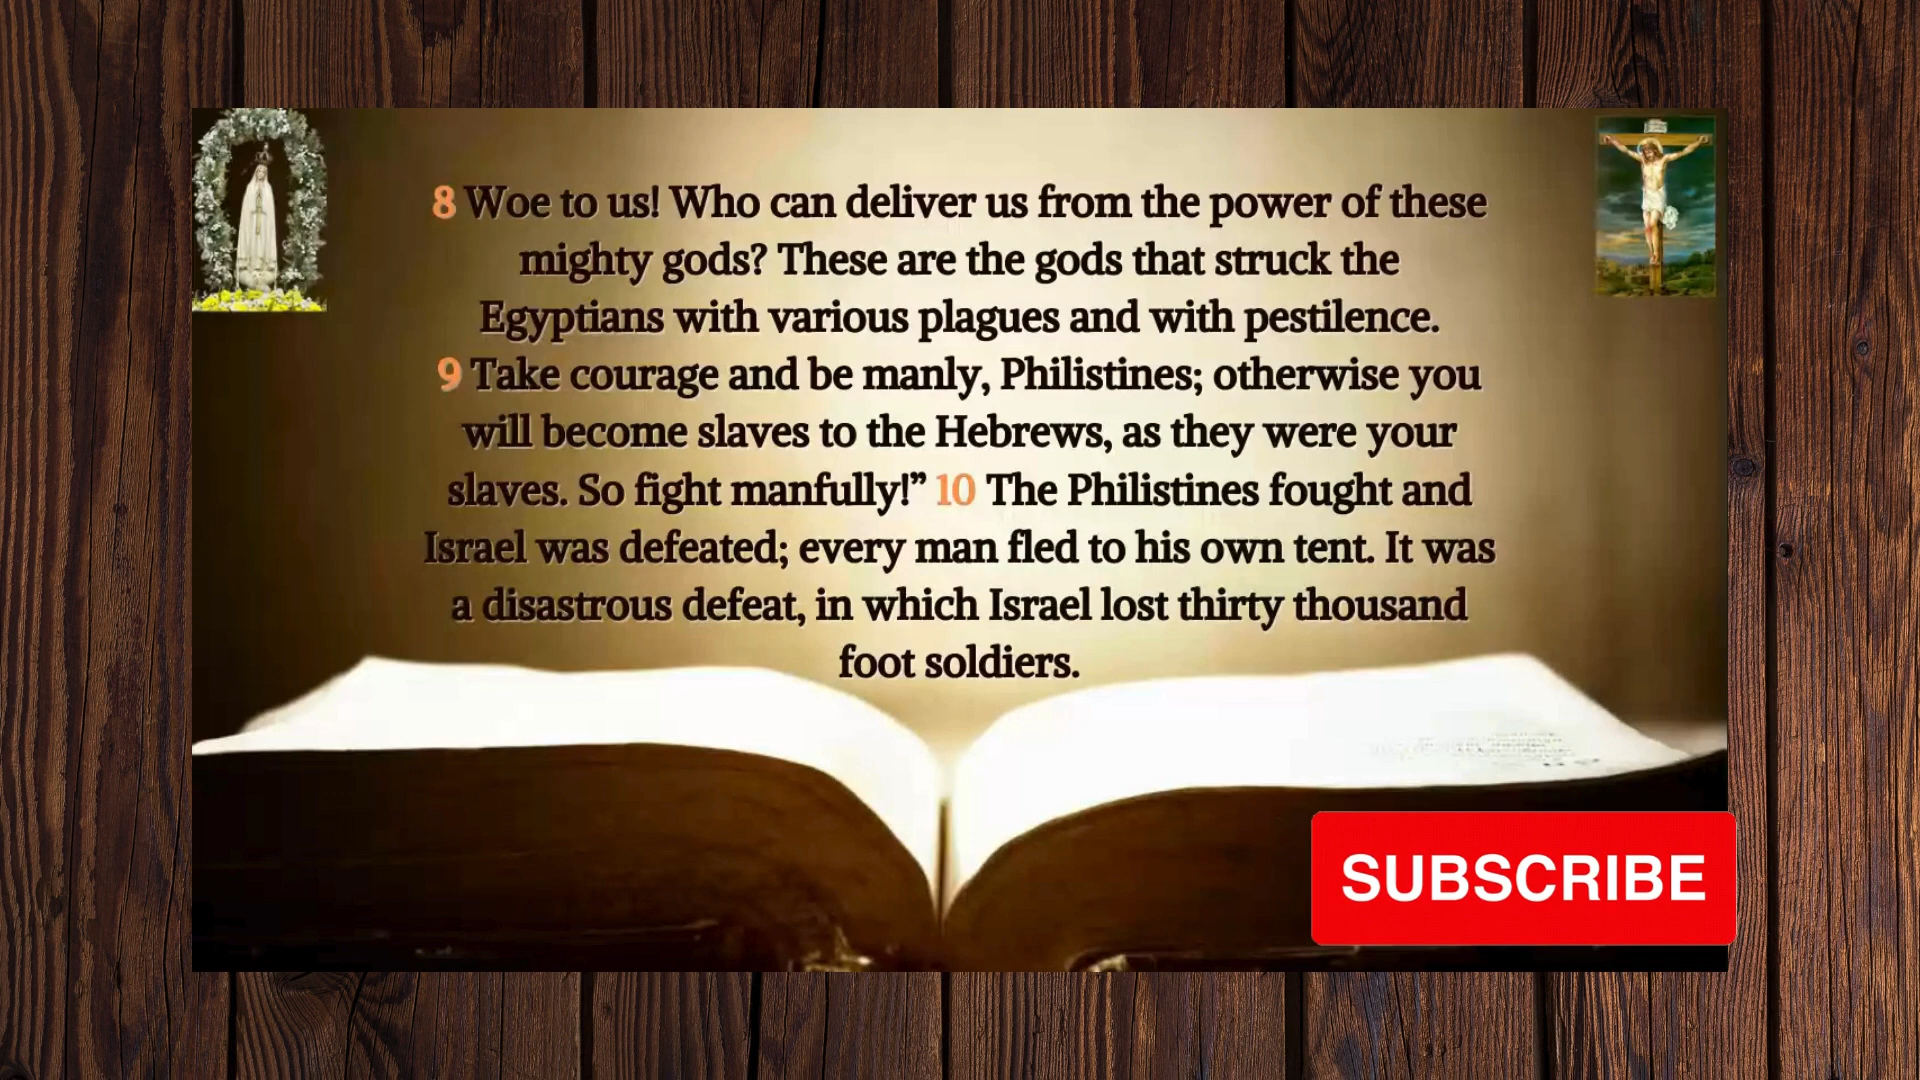 8 Woe to us! Who can deliver us from the power of these
mighty gods? These are the gods that struck the
Egyptians with various plagues and with pestilence.
9 Take courage and be manly, Philistines; otherwise you
will become slaves to the Hebrews, as they were your
slaves. So fight manfully!” 10 The Philistines fought and
Israel was defeated; every man fled to his own tent. It was
a disastrous defeat, in which Israel lost thirty thousand
foot soldiers.
SUBSCRIBE